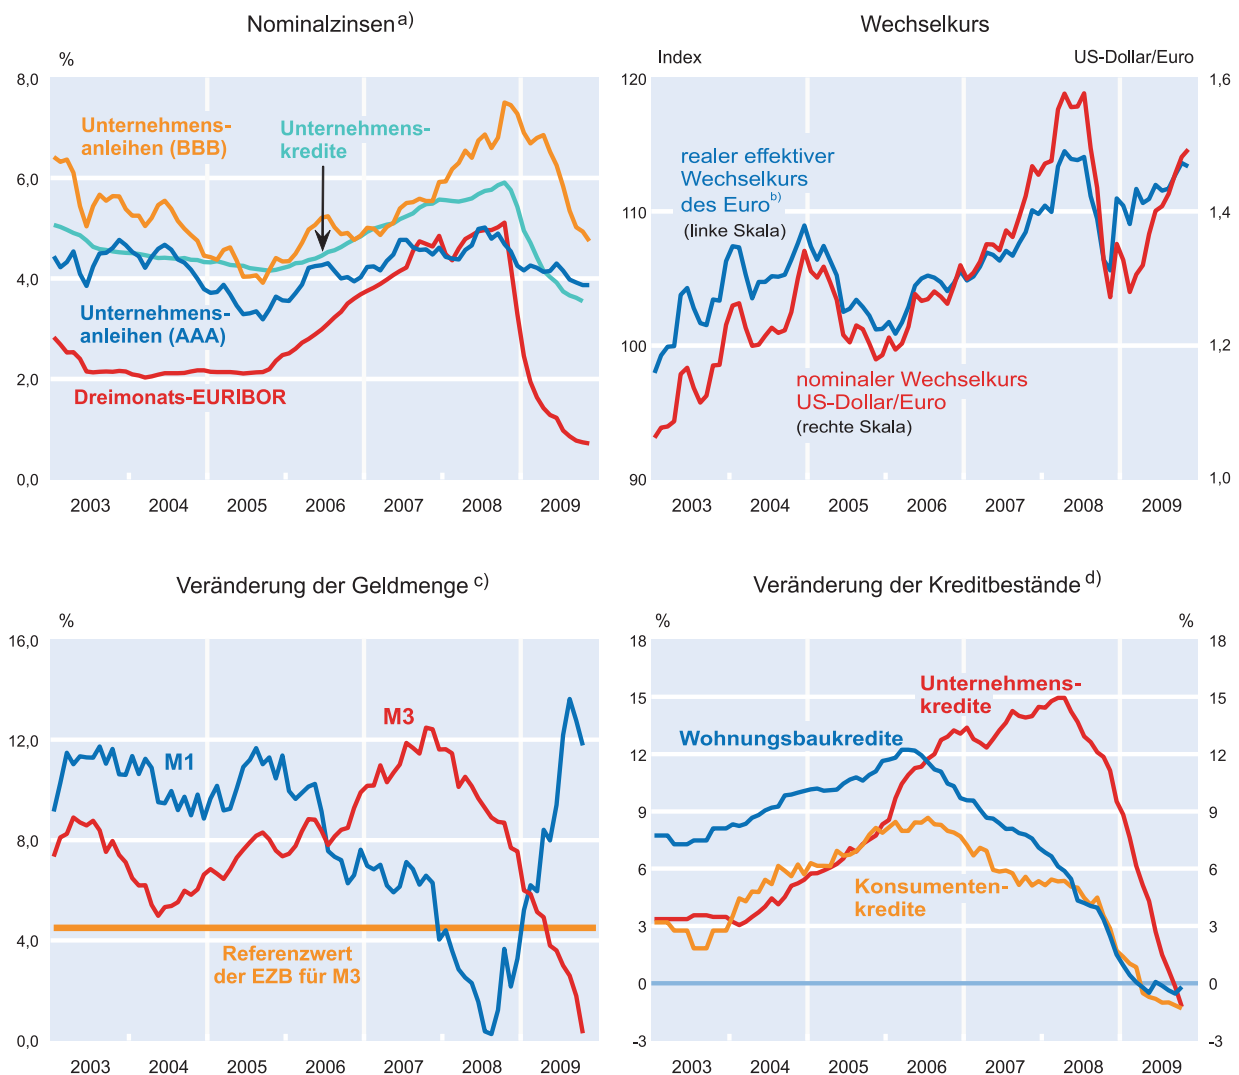 Nominalzinsen a)
%
8,0
6,0
4,0
2,0
0,0
Unternehmens-
anleihen (BBB)
Unternehmens-
kredite
Unternehmens-
anleihen (AAA)
Dreimonats-EURIBOR
2003 2004 2005 2006 2007 2008 2009
Wechselkurs
Index
US-Dollar/Euro
120
110
100
90
1,6
1,4
1,2
1,0
realer effektiver
Wechselkurs
des Euro b)
(linke Skala)
nominaler Wechselkurs
US-Dollar/Euro
(rechte Skala)
2003 2004 2005 2006 2007 2008 2009
Veränderung der Geldmenge c)
%
16,0
12,0
8,0
4,0
0,0
M3
M1
Referenzwert
der EZB für M3
2003 2004 2005 2006 2007 2008 2009
Veränderung der Kreditbestände d)
%
%
18
15
12
9
6
3
0
-3
18
15
12
9
6
3
0
-3
Unternehmens-
kredite
Wohnungsbaukredite
Konsumenten-
kredite
2003 2004 2005 2006 2007 2008 2009